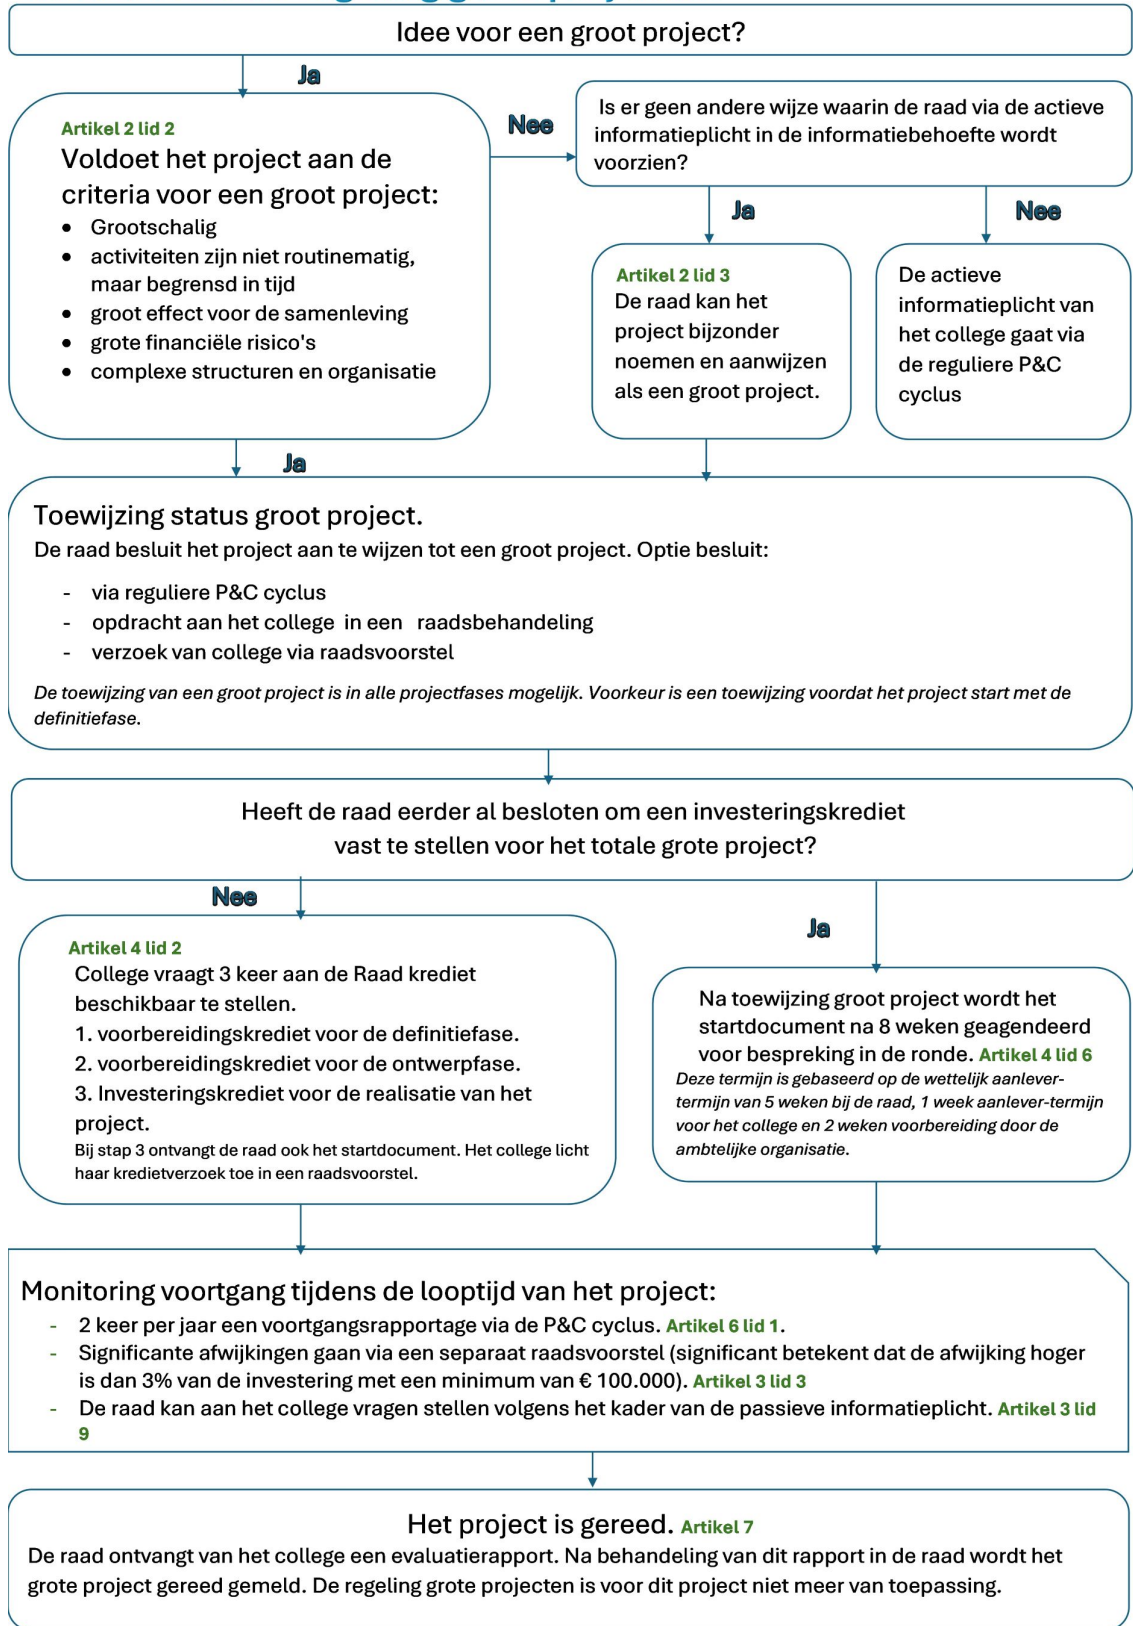 Idee voor een groot project?
Ja
Artikel 2 lid 2
Voldoet het project aan de
criteria voor een groot project:
• Grootschalig
• activiteiten zijn niet routinematig,
maar begrensd in tijd
• groot effect voor de samenleving
• grote financiële risico's
• complexe structuren en organisatie
Nee
Is er geen andere wijze waarin de raad via de actieve
informatieplicht in de informatiebehoefte wordt
voorzien?
Ja
Nee
Artikel 2 lid 3
De raad kan het
project bijzonder
noemen en aanwijzen
als een groot project.
De actieve
informatieplicht van
het college gaat via
de reguliere P&C
cyclus
Ja
Toewijzing status groot project.
De raad besluit het project aan te wijzen tot een groot project. Optie besluit:
- via reguliere P&C cyclus
- opdracht aan het college in een raadsbehandeling
- verzoek van college via raadsvoorstel
De toewijzing van een groot project is in alle projectfases mogelijk. Voorkeur is een toewijzing voordat het project start met de
definitiefase.
Heeft de raad eerder al besloten om een investeringskrediet
vast te stellen voor het totale grote project?
Nee
Artikel 4 lid 2
College vraagt 3 keer aan de Raad krediet
beschikbaar te stellen.
1. voorbereidingskrediet voor de definitiefase.
2. voorbereidingskrediet voor de ontwerpfase.
3. Investeringskrediet voor de realisatie van het
project.
Bij stap 3 ontvangt de raad ook het startdocument. Het college licht
haar kredietverzoek toe in een raadsvoorstel.
Ja
Na toewijzing groot project wordt het
startdocument na 8 weken geagendeerd
voor bespreking in de ronde. Artikel 4 lid 6
Deze termijn is gebaseerd op de wettelijk aanlever-
termijn van 5 weken bij de raad, 1 week aanlever-termijn
voor het college en 2 weken voorbereiding door de
ambtelijke organisatie.
Monitoring voortgang tijdens de looptijd van het project:
- 2 keer per jaar een voortgangsrapportage via de P&C cyclus. Artikel 6 lid 1.
- Significante afwijkingen gaan via een separaat raadsvoorstel (significant betekent dat de afwijking hoger
is dan 3% van de investering met een minimum van € 100.000). Artikel 3 lid 3
- De raad kan aan het college vragen stellen volgens het kader van de passieve informatieplicht. Artikel 3 lid
9
Het project is gereed. Artikel 7
De raad ontvangt van het college een evaluatierapport. Na behandeling van dit rapport in de raad wordt het
grote project gereed gemeld. De regeling grote projecten is voor dit project niet meer van toepassing.